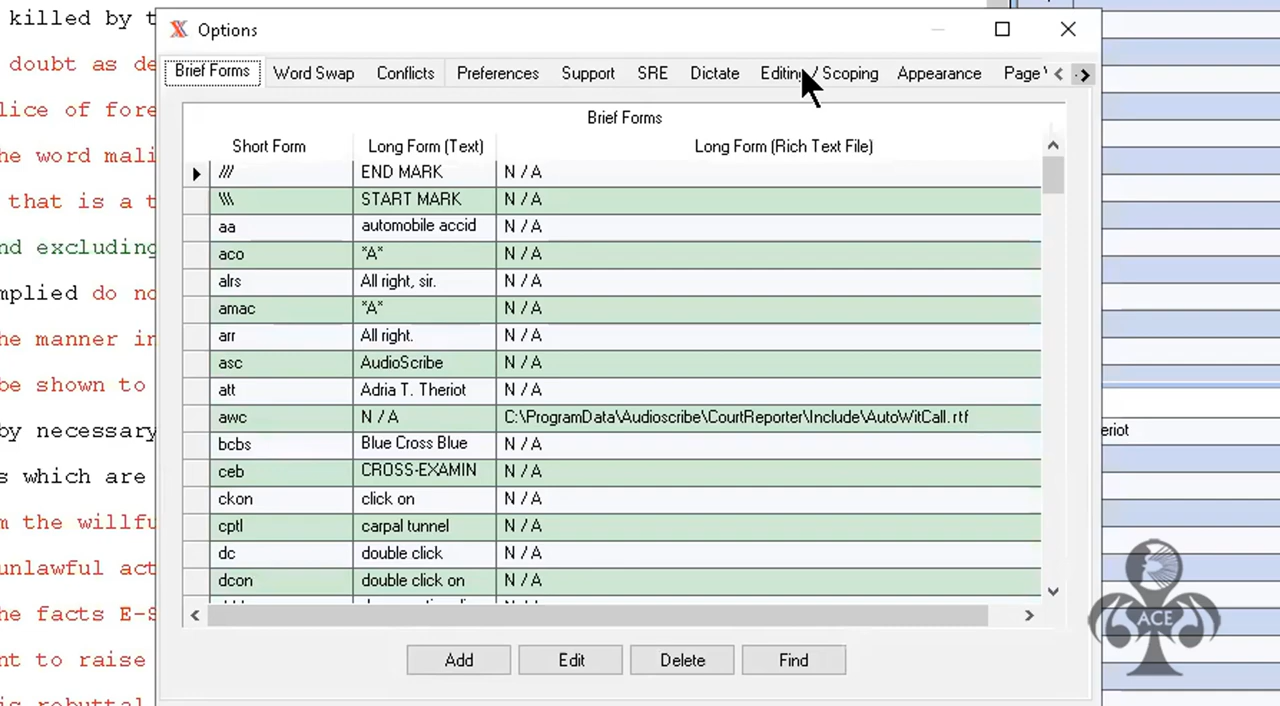 killed by t
Options
doubt as de
Brief Forms Word Swap Conflicts Preferences Support SRE Dictate Editing / Scoping Appearance Page
lice of fore
Brief Forms
he word mali
Short Form Long Form (Text) Long Form (Rich Text File)
/// END MARK N / A
that is a t
\\\ START MARK N / A
aa automobile accid N / A
nd excluding
aco *A* N / A
alrs All right, sir. N / A
mplied do no
amac *A* N / A
he manner in
arr All right. N / A
asc AudioScribe N / A
be shown to
att Adria T. Theriot N / A
awc N / A C:\ProgramData\Audioscribe\CourtReporter\Include\AutoWitCall.rtf
by necessary
eriot
bcbs Blue Cross Blue N / A
s which are
ceb CROSS-EXAMIN N / A
ckon click on N / A
m the willfu
cptl carpal tunnel N / A
dc double click N / A
unlawful act
dcon double click on N / A
he facts E-S
ACE
nt to raise
Add Edit Delete Find
is rebuttal